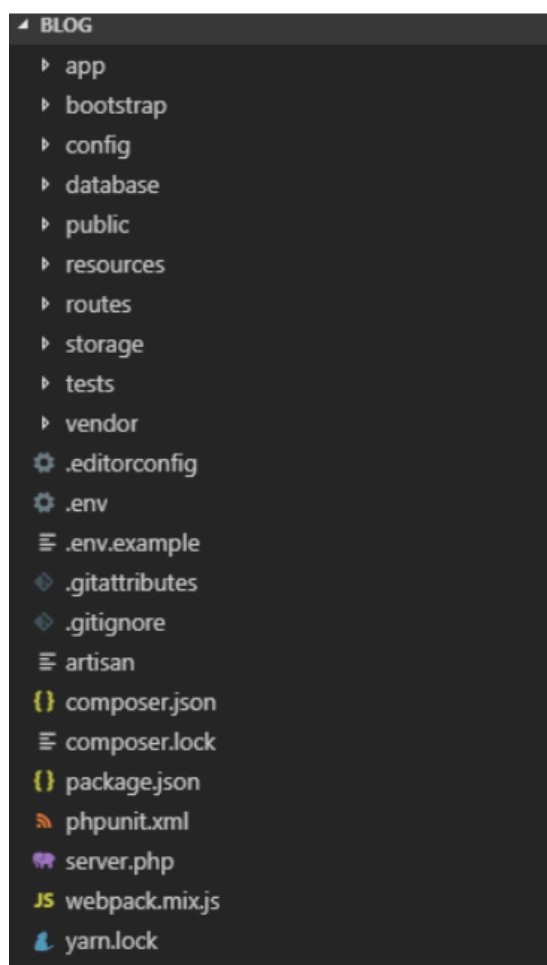 BLOG
app
bootstrap
config
database
public
resources
routes
storage
tests
vendor
.editorconfig
.env
.env.example
.gitattributes
.gitignore
artisan
{} composer.json
composer.lock
{} package.json
phpunit.xml
server.php
JS webpack.mix.js
yarn.lock